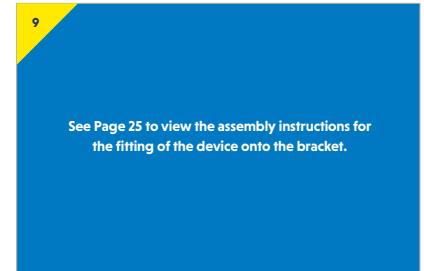 9
See Page 25 to view the assembly instructions for
the fitting of the device onto the bracket.